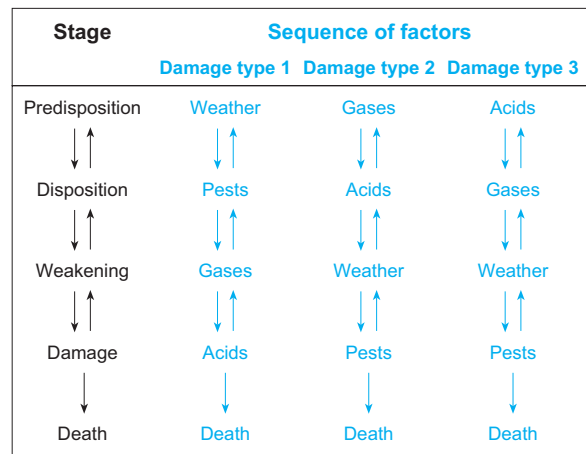 Stage Sequence of factors
Damage type 1 Damage type 2 Damage type 3
Predisposition Weather Gases Acids
Disposition Pests Acids Gases
Weakening Gases Weather Weather
Damage Acids Pests Pests
Death Death Death Death